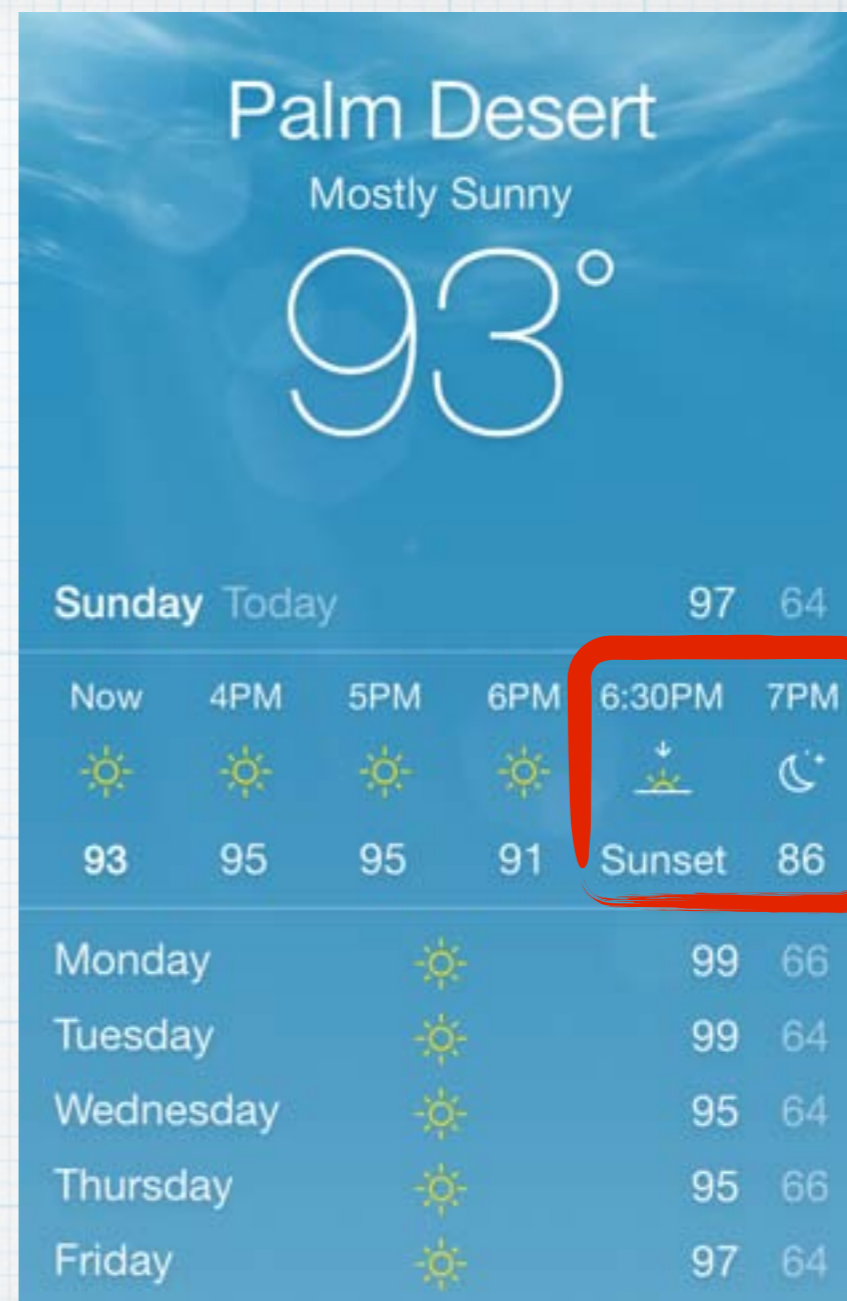 Palm Desert
Mostly Sunny
93°
Sunday Today 97 64
Now 4PM 5PM 6PM 6:30PM 7PM
93 95 95 91 Sunset 86
Monday 99 66
Tuesday 99 64
Wednesday 95 64
Thursday 95 66
Friday 97 64